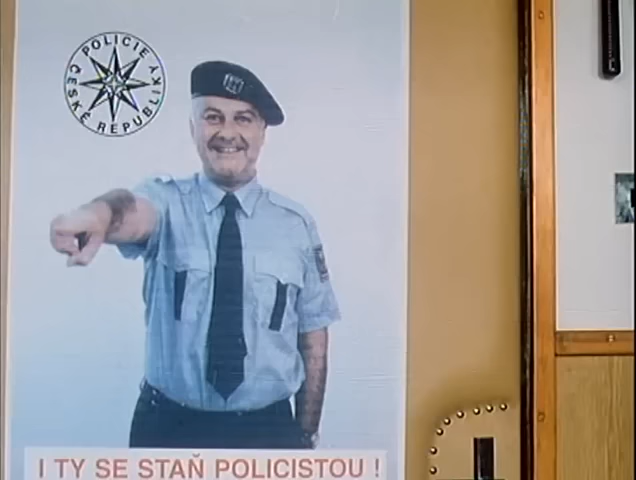 POLICIE
ČESKÉ REPUBLIKY
I TY SE STAŇ POLICISTOU !